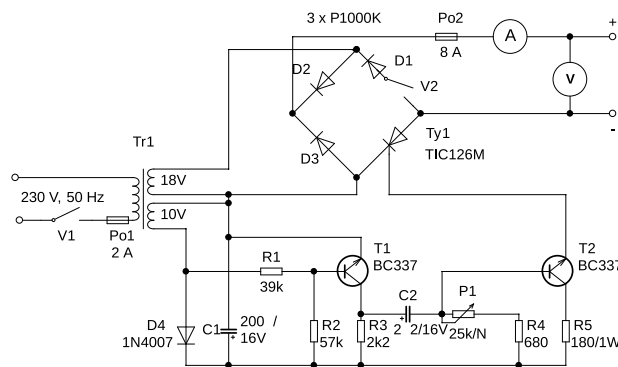 3 x P1000K
Po2
8 A
A
+
D1
D2
V2
V
D3
Ty1
TIC126M
-
Tr1
18V
230 V, 50 Hz
10V
V1
Po1
2 A
R1
39k
T1
BC337
T2
BC337
C2
2
2/16V
P1
25k/N
D4
1N4007
C1
+
200 /
16V
R2
57k
R3
2k2
+
R4
680
R5
180/1W